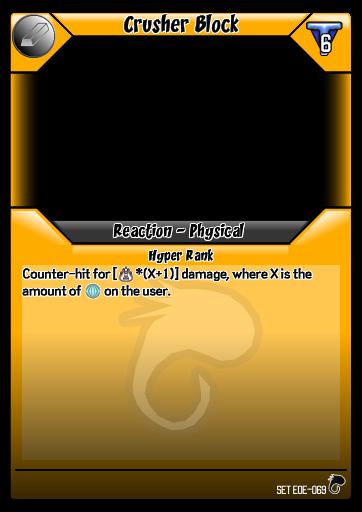 Crusher Block
6
Reaction - Physical
Hyper Rank
Counter-hit for [ *(X+1)] damage, where X is the
amount of on the user.
SET EOE-069